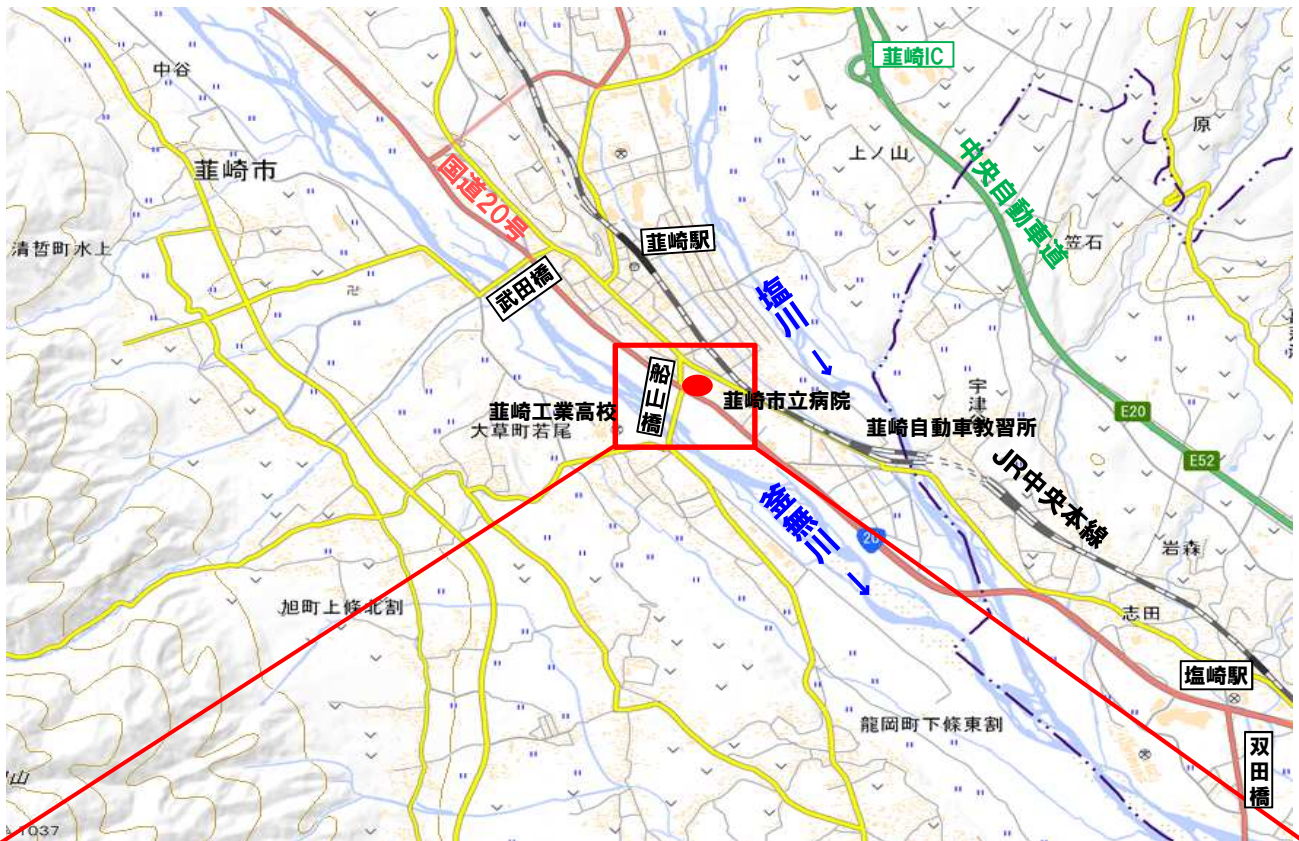 韮崎IC
中谷
原
上ノ山
韮崎市
国道20号
中央自動車道
清哲町水上
韮崎駅
笠石
武田橋
塩川
船山橋
韮崎市立病院
韮崎工業高校
大草町若尾
韮崎自動車教習所
E20
E52
JR中央本線
釜無川
20
岩森
旭町上條北割
志田
塩崎駅
龍岡町下條東割
双田橋
山
1037